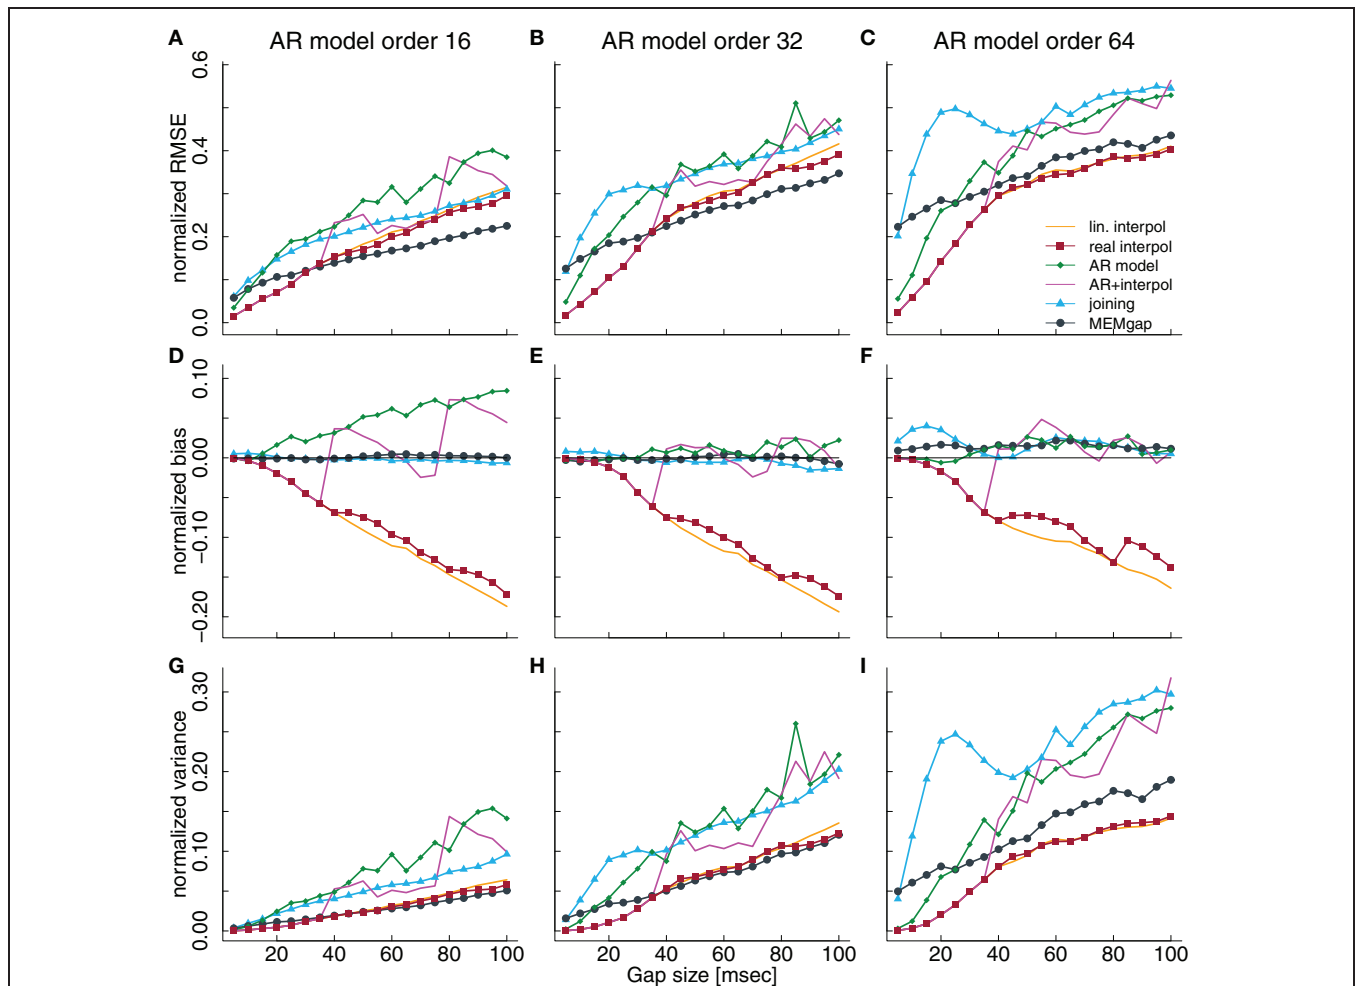 A AR model order 16
B AR model order 32
C AR model order 64
normalized RMSE
0.6
0.4
0.2
0.0
lin. interpol
real interpol
AR model
AR+interpol
joining
MEMgap
D
E
F
normalized bias
0.10
0.00
−0.10
−0.20
G
H
I
normalized variance
0.30
0.20
0.10
0.00
20 40 60 80 100
20 40 60 80 100
20 40 60 80 100
Gap size [msec]